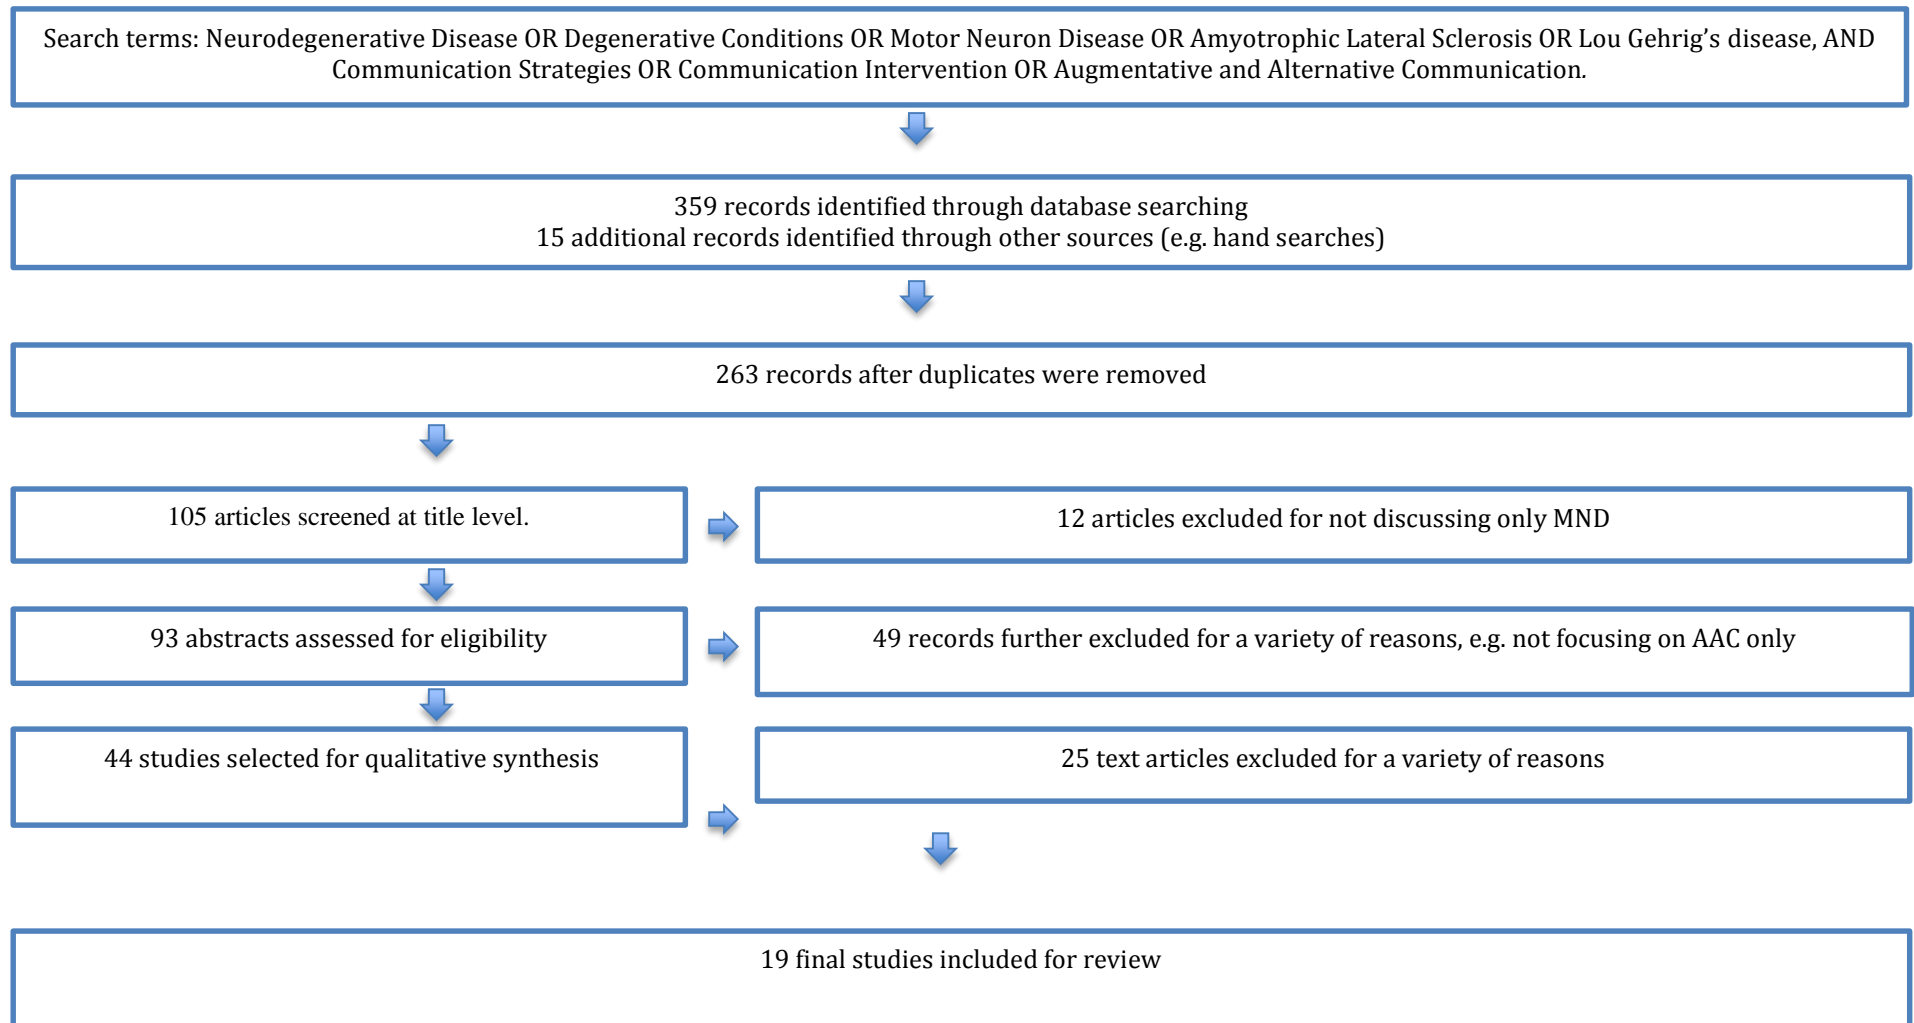 Search terms: Neurodegenerative Disease OR Degenerative Conditions OR Motor Neuron Disease OR Amyotrophic Lateral Sclerosis OR Lou Gehrig’s disease, AND
Communication Strategies OR Communication Intervention OR Augmentative and Alternative Communication.
359 records identified through database searching
15 additional records identified through other sources (e.g. hand searches)
263 records after duplicates were removed
105 articles screened at title level.
12 articles excluded for not discussing only MND
93 abstracts assessed for eligibility
49 records further excluded for a variety of reasons, e.g. not focusing on AAC only
44 studies selected for qualitative synthesis
25 text articles excluded for a variety of reasons
19 final studies included for review